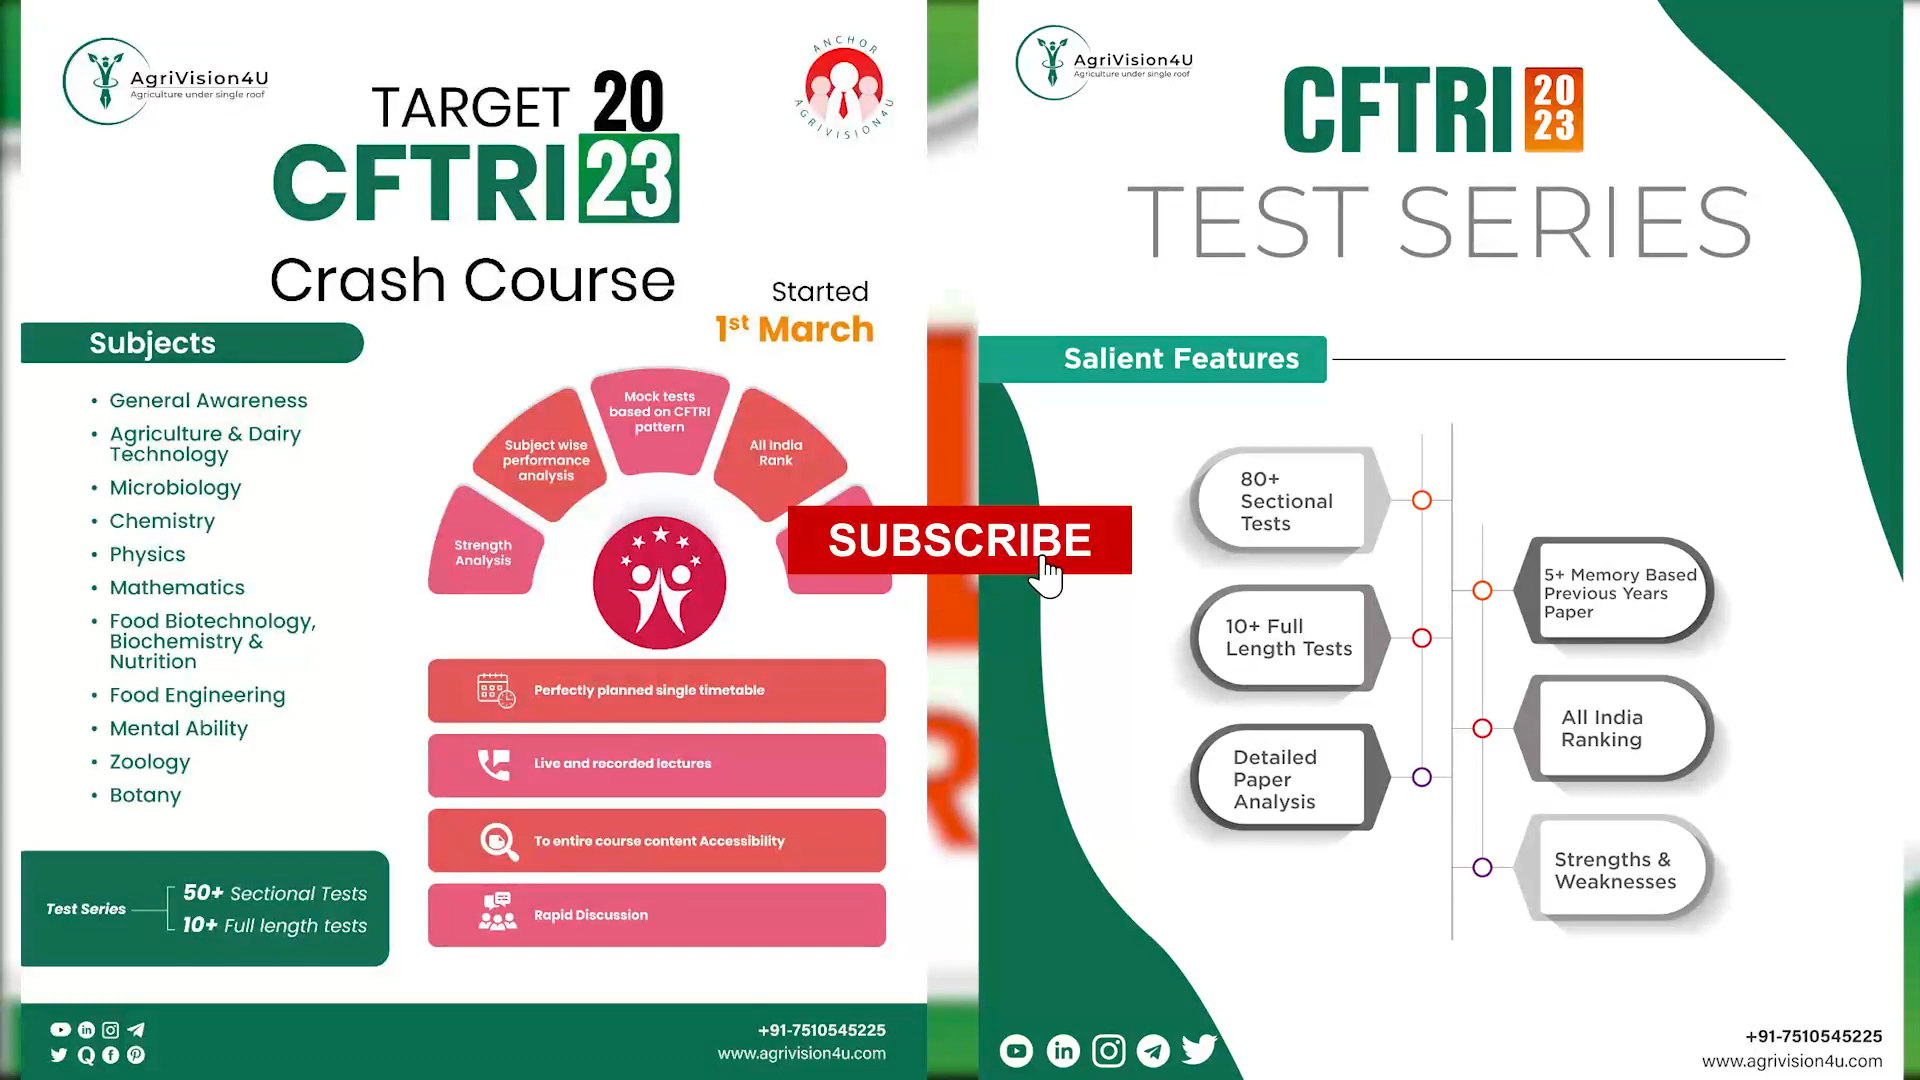 AgriVision4U
Agriculture under single roof
ANCHOR
AGRIVISION4U
TARGET 20
CFTRI 23
Crash Course
Started
1st March
Subjects
• General Awareness
• Agriculture & Dairy
Technology
• Microbiology
• Chemistry
• Physics
• Mathematics
• Food Biotechnology,
Biochemistry &
Nutrition
• Food Engineering
• Mental Ability
• Zoology
• Botany
Test Series
50+ Sectional Tests
10+ Full length tests
Strength
Analysis
Subject wise
performance
analysis
Mock tests
based on CFTRI
pattern
All India
Rank
Perfectly planned single timetable
Live and recorded lectures
To entire course content Accessibility
Rapid Discussion
+91-7510545225
www.agrivision4u.com
SUBSCRIBE
AgriVision4U
Agriculture under single roof
CFTRI 20
23
TEST SERIES
Salient Features
80+
Sectional
Tests
5+ Memory Based
Previous Years
Paper
10+ Full
Length Tests
All India
Ranking
Detailed
Paper
Analysis
Strengths &
Weaknesses
+91-7510545225
www.agrivision4u.com